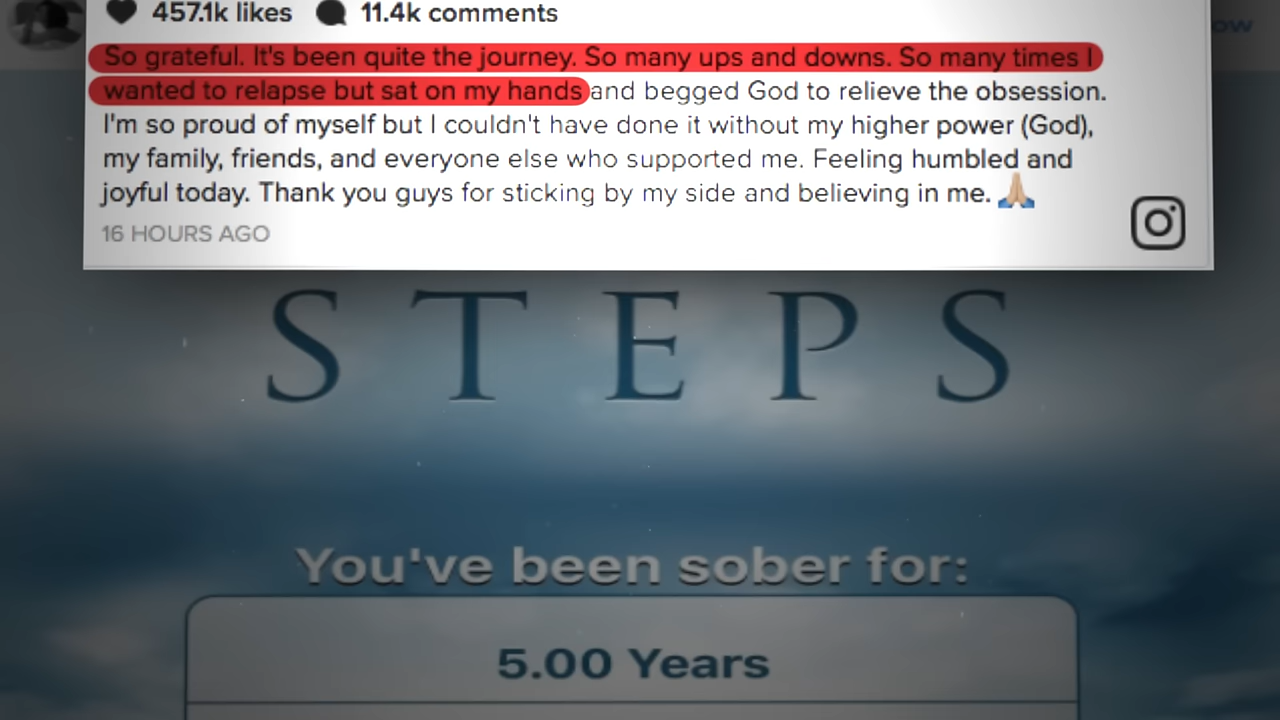 457.1k likes 11.4k comments
ow
So grateful. It's been quite the journey. So many ups and downs. So many times I
wanted to relapse but sat on my hands and begged God to relieve the obsession.
I'm so proud of myself but I couldn't have done it without my higher power (God),
my family, friends, and everyone else who supported me. Feeling humbled and
joyful today. Thank you guys for sticking by my side and believing in me. 🙏🏼
16 HOURS AGO
STEPS
You've been sober for:
5.00 Years